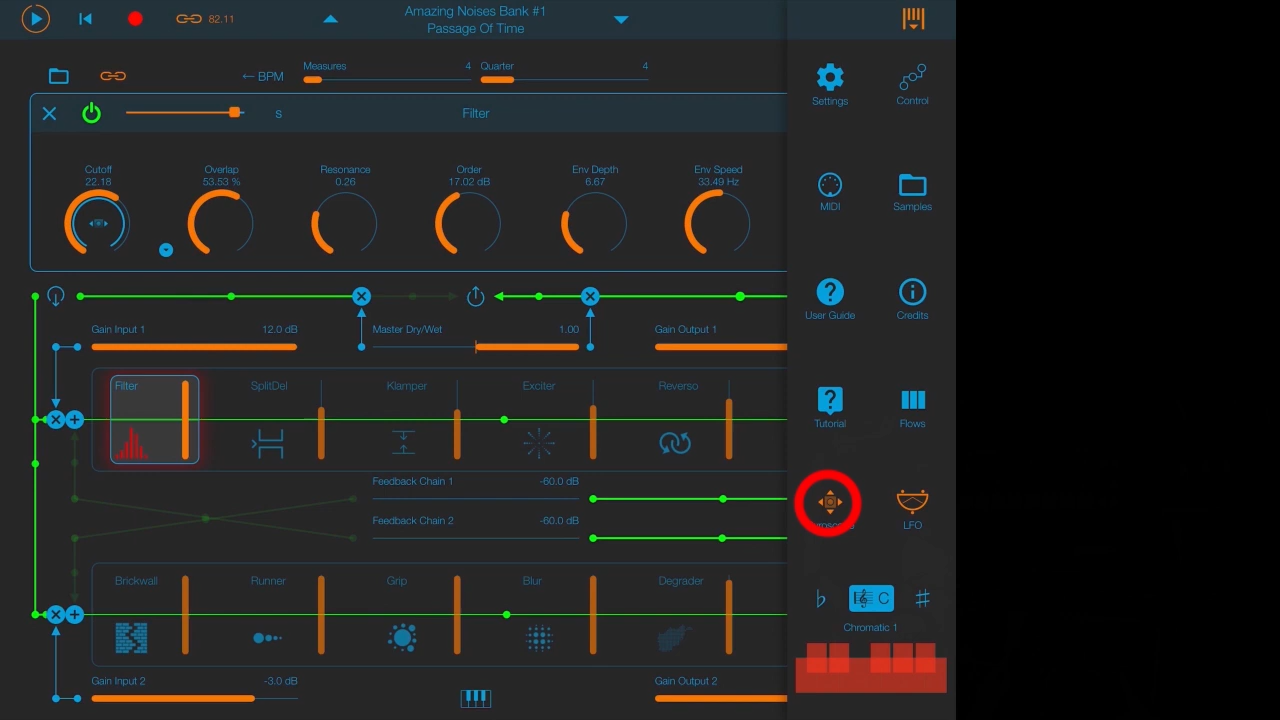 82.11
Amazing Noises Bank #1
Passage Of Time
← BPM
Measures 4
Quarter 4
S
Filter
Cutoff
22.18
Overlap
53.53 %
Resonance
0.26
Order
17.02 dB
Env Depth
6.67
Env Speed
33.49 Hz
Gain Input 1 12.0 dB
Master Dry/Wet 1.00
Gain Output 1
Filter
SplitDel
Klamper
Exciter
Reverso
Feedback Chain 1 -60.0 dB
Feedback Chain 2 -60.0 dB
Brickwall
Runner
Grip
Blur
Degrader
Gain Input 2 -3.0 dB
Gain Output 2
Settings
Control
MIDI
Samples
User Guide
Credits
Tutorial
Flows
LFO
♭ C ♯
Chromatic 1